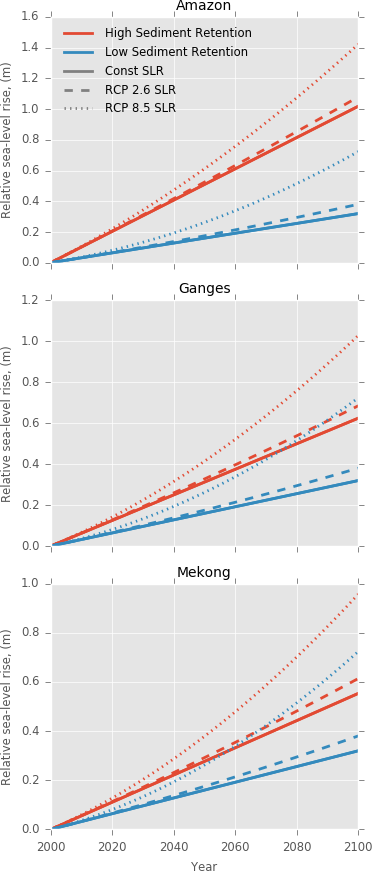 Amazon
1.6
1.4
1.2
1.0
0.8
0.6
0.4
0.2
0.0
Relative sea-level rise, (m)
High Sediment Retention
Low Sediment Retention
Const SLR
RCP 2.6 SLR
RCP 8.5 SLR
Ganges
1.2
1.0
0.8
0.6
0.4
0.2
0.0
Relative sea-level rise, (m)
Mekong
1.0
0.8
0.6
0.4
0.2
0.0
Relative sea-level rise, (m)
2000 2020 2040 2060 2080 2100
Year